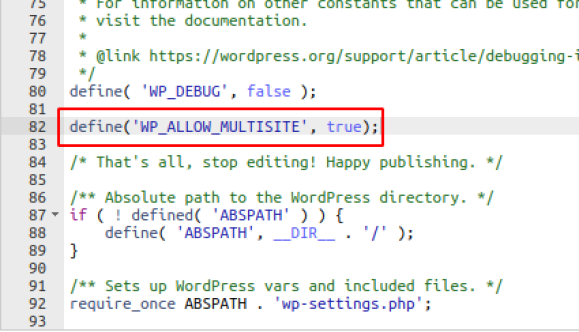 75 * For information on other constants that can be used for
76 * visit the documentation.
77 *
78 * @link https://wordpress.org/support/article/debugging-i
79 */
80 define( 'WP_DEBUG', false );
81
82 define('WP_ALLOW_MULTISITE', true);
83
84 /* That's all, stop editing! Happy publishing. */
85
86 /** Absolute path to the WordPress directory. */
87 if ( ! defined( 'ABSPATH' ) ) {
88 define( 'ABSPATH', __DIR__ . '/' );
89 }
90
91 /** Sets up WordPress vars and included files. */
92 require_once ABSPATH . 'wp-settings.php';
93